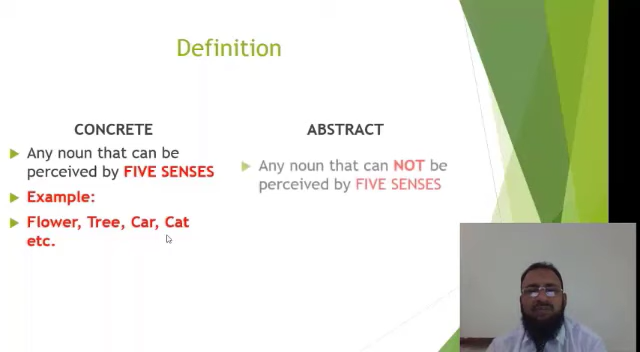 Definition
CONCRETE
Any noun that can be
perceived by FIVE SENSES
Example:
Flower, Tree, Car, Cat
etc.
ABSTRACT
Any noun that can NOT be
perceived by FIVE SENSES